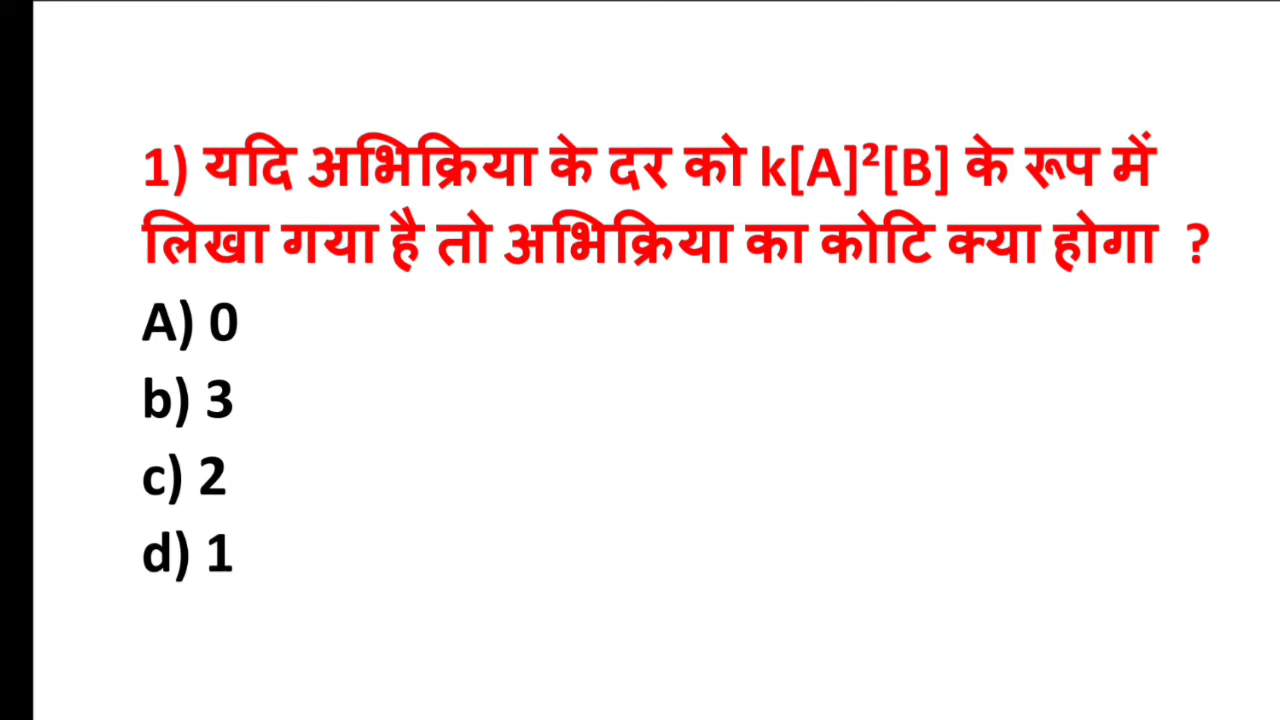 1) यदि अभिक्रिया के दर को k[A]²[B] के रूप में
लिखा गया है तो अभिक्रिया का कोटि क्या होगा ?
A) 0
b) 3
c) 2
d) 1